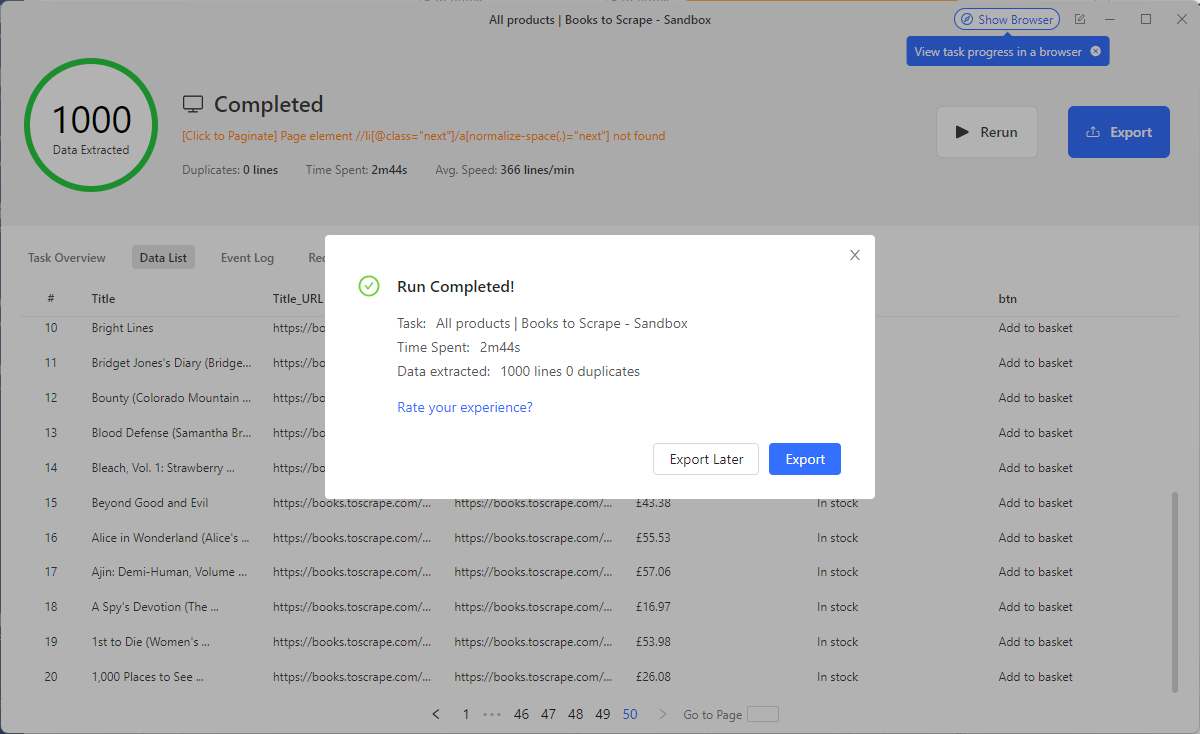 All products | Books to Scrape - Sandbox
Show Browser
View task progress in a browser
1000
Data Extracted
Completed
[Click to Paginate] Page element //li[@class="next"]/a[normalize-space(.)="next"] not found
Duplicates: 0 lines Time Spent: 2m44s Avg. Speed: 366 lines/min
Rerun
Export
Task Overview Data List Event Log Rec
# Title Title_URL btn
10 Bright Lines https://bo Add to basket
11 Bridget Jones's Diary (Bridge... https://bo Add to basket
12 Bounty (Colorado Mountain ... https://bo Add to basket
13 Blood Defense (Samantha Br... https://bo Add to basket
14 Bleach, Vol. 1: Strawberry ... https://bo Add to basket
15 Beyond Good and Evil https://books.toscrape.com/... https://books.toscrape.com/... £43.38 In stock Add to basket
16 Alice in Wonderland (Alice's ... https://books.toscrape.com/... https://books.toscrape.com/... £55.53 In stock Add to basket
17 Ajin: Demi-Human, Volume ... https://books.toscrape.com/... https://books.toscrape.com/... £57.06 In stock Add to basket
18 A Spy's Devotion (The ... https://books.toscrape.com/... https://books.toscrape.com/... £16.97 In stock Add to basket
19 1st to Die (Women's ... https://books.toscrape.com/... https://books.toscrape.com/... £53.98 In stock Add to basket
20 1,000 Places to See ... https://books.toscrape.com/... https://books.toscrape.com/... £26.08 In stock Add to basket
1 ••• 46 47 48 49 50 Go to Page
Run Completed!
Task: All products | Books to Scrape - Sandbox
Time Spent: 2m44s
Data extracted: 1000 lines 0 duplicates
Rate your experience?
Export Later Export